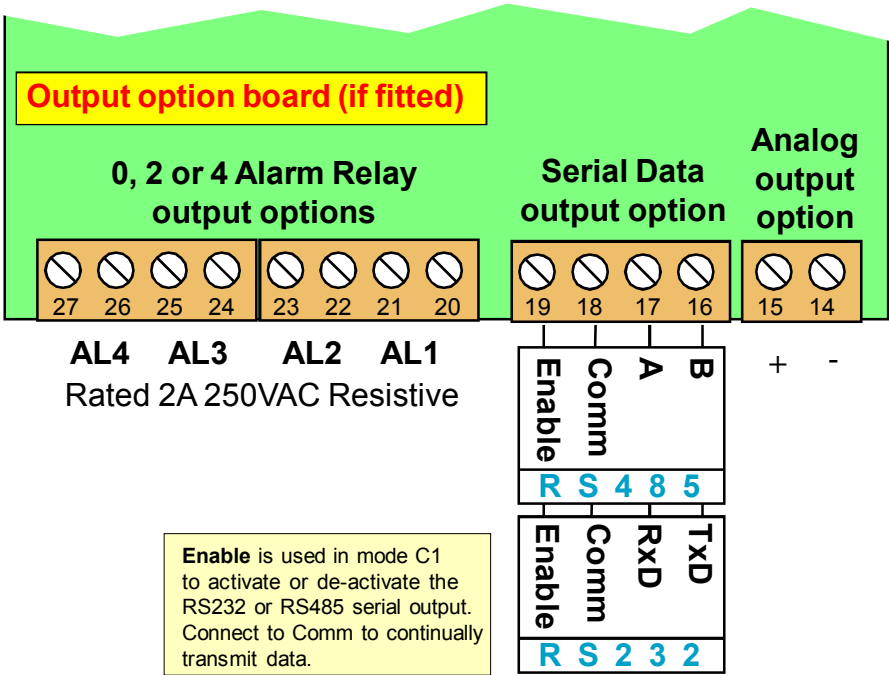 Output option board (if fitted)
0, 2 or 4 Alarm Relay
output options
Serial Data
output option
Analog
output
option
27 26 25 24 23 22 21 20 19 18 17 16 15 14
AL4 AL3 AL2 AL1
Rated 2A 250VAC Resistive
+ -
Enable Comm A B
RS485
Enable Comm RxD TxD
RS232
Enable is used in mode C1
to activate or de-activate the
RS232 or RS485 serial output.
Connect to Comm to continually
transmit data.